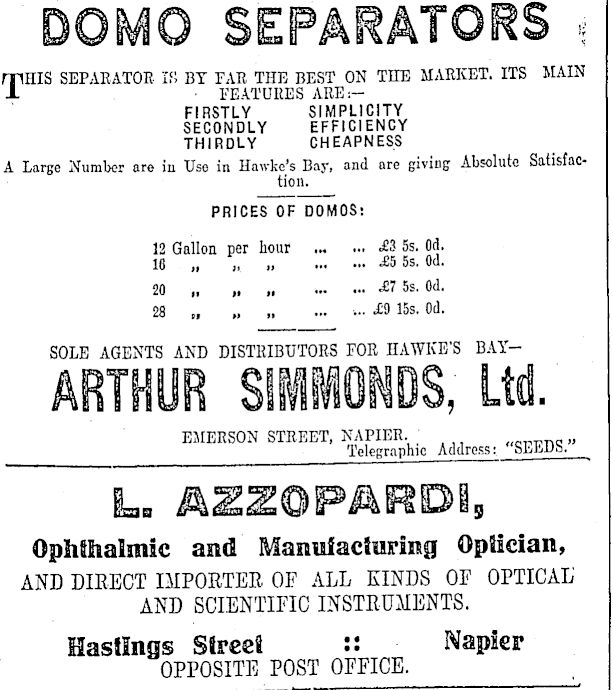 DOMO SEPARATORS
THIS SEPARATOR IS BY FAR THE BEST ON THE MARKET. ITS MAIN
FEATURES ARE:—
FIRSTLY SIMPLICITY
SECONDLY EFFICIENCY
THIRDLY CHEAPNESS
A Large Number are in Use in Hawke's Bay, and are giving Absolute Satisfac-
tion.
PRICES OF DOMOS:
12 Gallon per hour ... ... £3 5s. 0d.
16 „ „ „ ... ... £5 5s. 0d.
20 „ „ „ ... ... £7 5s. 0d.
28 „ „ „ ... ... £9 15s. 0d.
SOLE AGENTS AND DISTRIBUTORS FOR HAWKE'S BAY—
ARTHUR SIMMONDS, Ltd.
EMERSON STREET, NAPIER.
Telegraphic Address: "SEEDS."
L. AZZOPARDI,
Ophthalmic and Manufacturing Optician,
AND DIRECT IMPORTER OF ALL KINDS OF OPTICAL
AND SCIENTIFIC INSTRUMENTS.
Hastings Street :: Napier
OPPOSITE POST OFFICE.